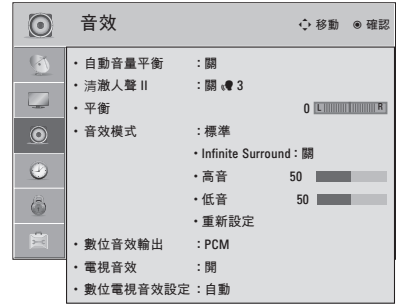 音效 移動 確認
・自動音量平衡 ：關
・清澈人聲 II ：關 3
・平衡 0 L R
・音效模式 ：標準
・Infinite Surround：關
・高音 50
・低音 50
・重新設定
・數位音效輸出 ：PCM
・電視音效 ：開
・數位電視音效設定：自動